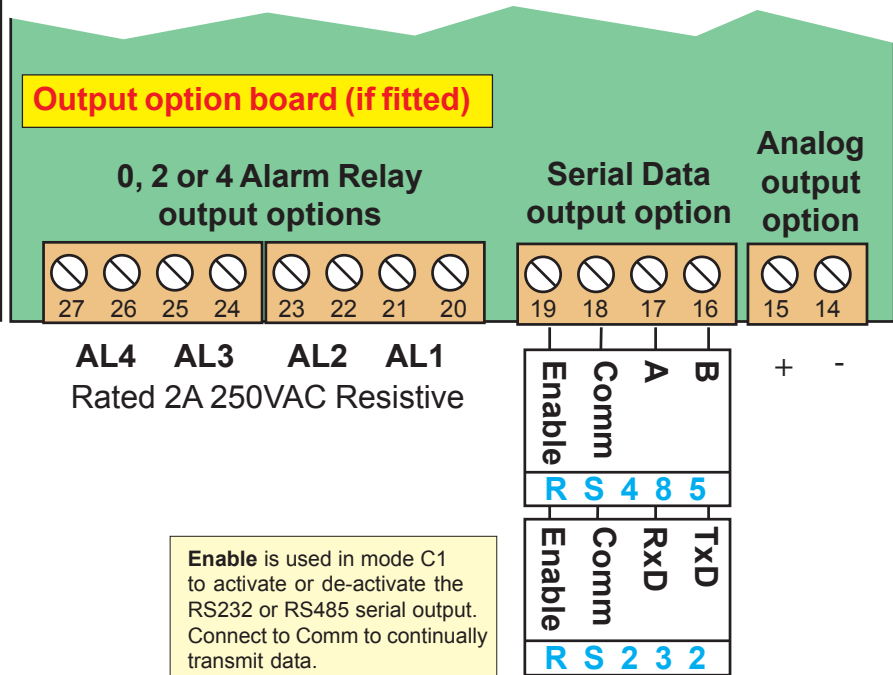 Output option board (if fitted)
0, 2 or 4 Alarm Relay
output options
Serial Data
output option
Analog
output
option
27 26 25 24 23 22 21 20
19 18 17 16
15 14
AL4 AL3 AL2 AL1
Rated 2A 250VAC Resistive
+ -
Enable
Comm
A
B
RS485
Enable
Comm
RxD
TxD
RS232
Enable is used in mode C1
to activate or de-activate the
RS232 or RS485 serial output.
Connect to Comm to continually
transmit data.